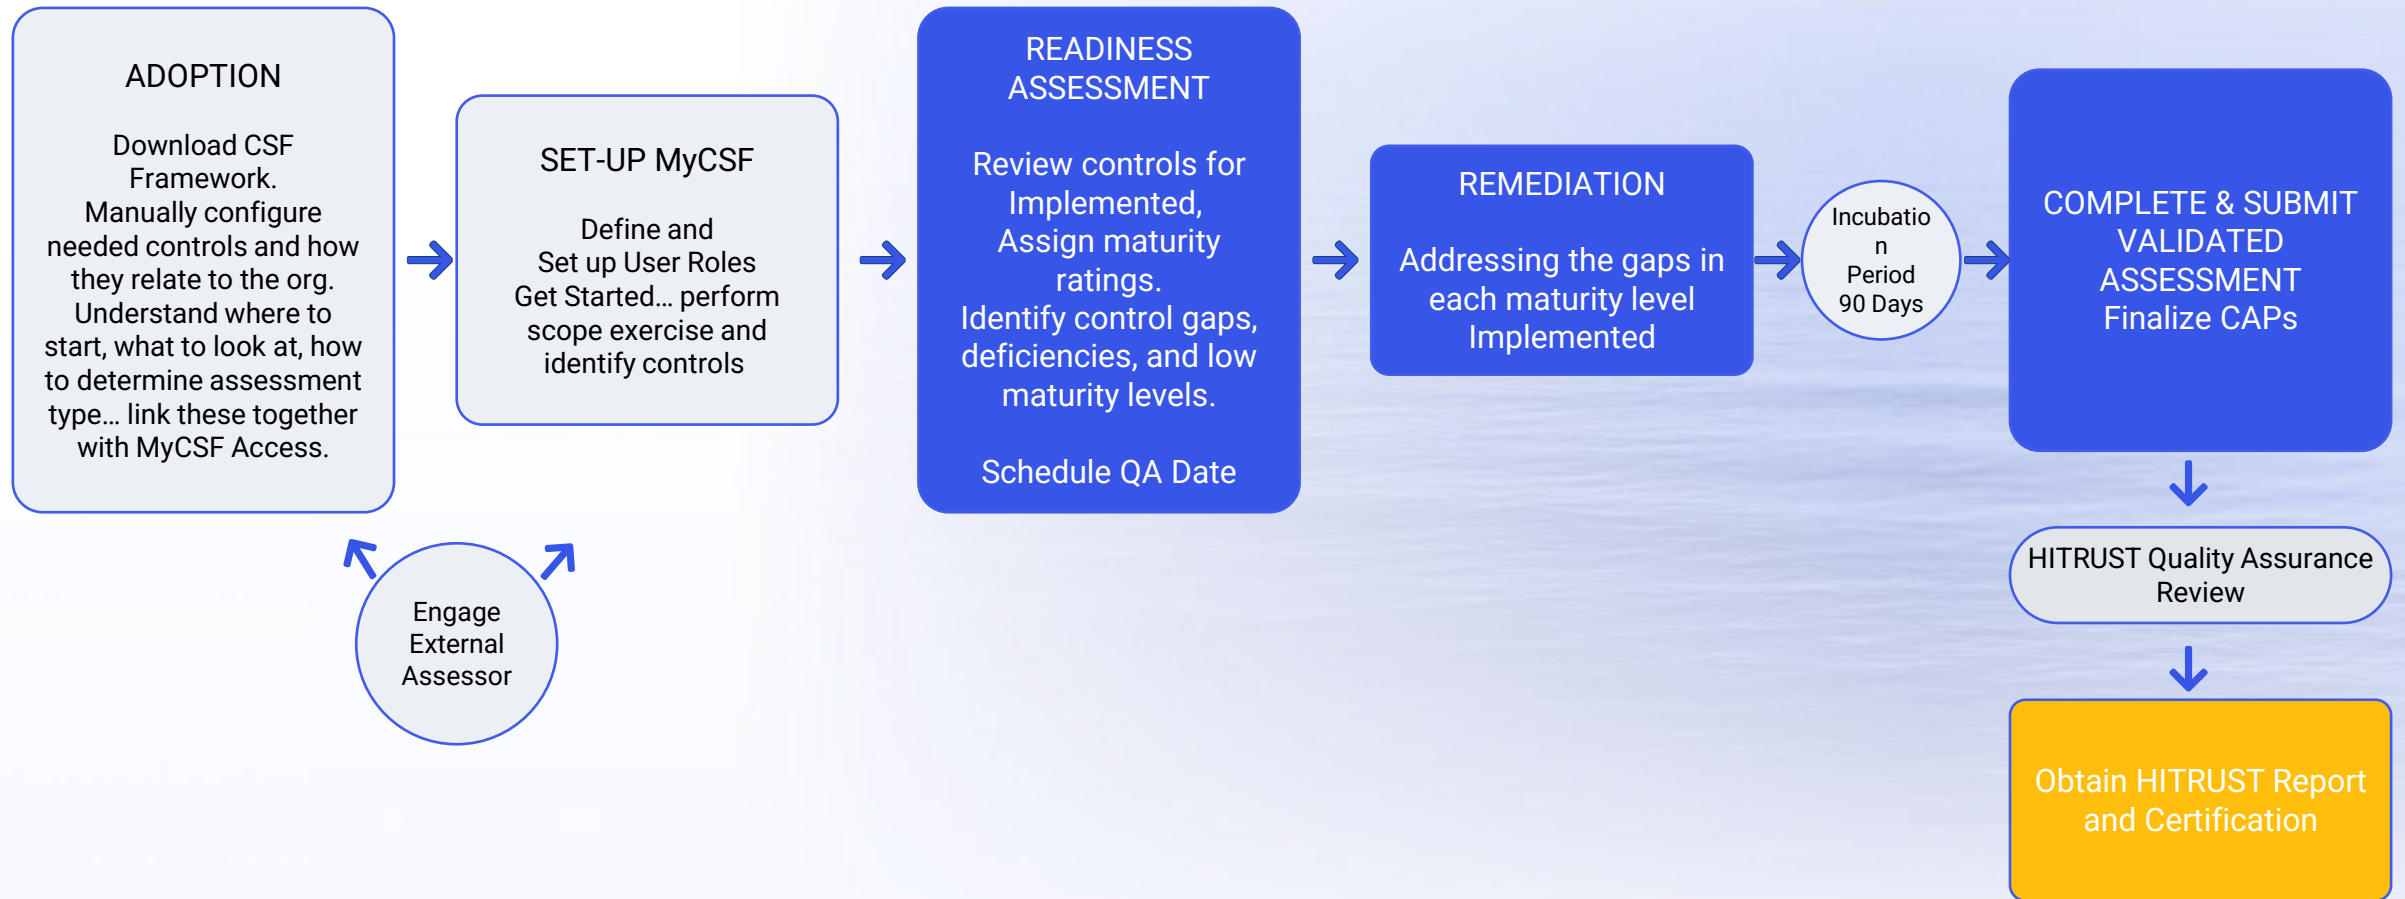 ADOPTION
Download CSF
Framework.
Manually configure
needed controls and how
they relate to the org.
Understand where to
start, what to look at, how
to determine assessment
type... link these together
with MyCSF Access.
SET-UP MyCSF
Define and
Set up User Roles
Get Started... perform
scope exercise and
identify controls
Engage
External
Assessor
READINESS
ASSESSMENT
Review controls for
Implemented,
Assign maturity
ratings.
Identify control gaps,
deficiencies, and low
maturity levels.
Schedule QA Date
REMEDIATION
Addressing the gaps in
each maturity level
Implemented
Incubatio
n
Period
90 Days
COMPLETE & SUBMIT
VALIDATED
ASSESSMENT
Finalize CAPs
HITRUST Quality Assurance
Review
Obtain HITRUST Report
and Certification